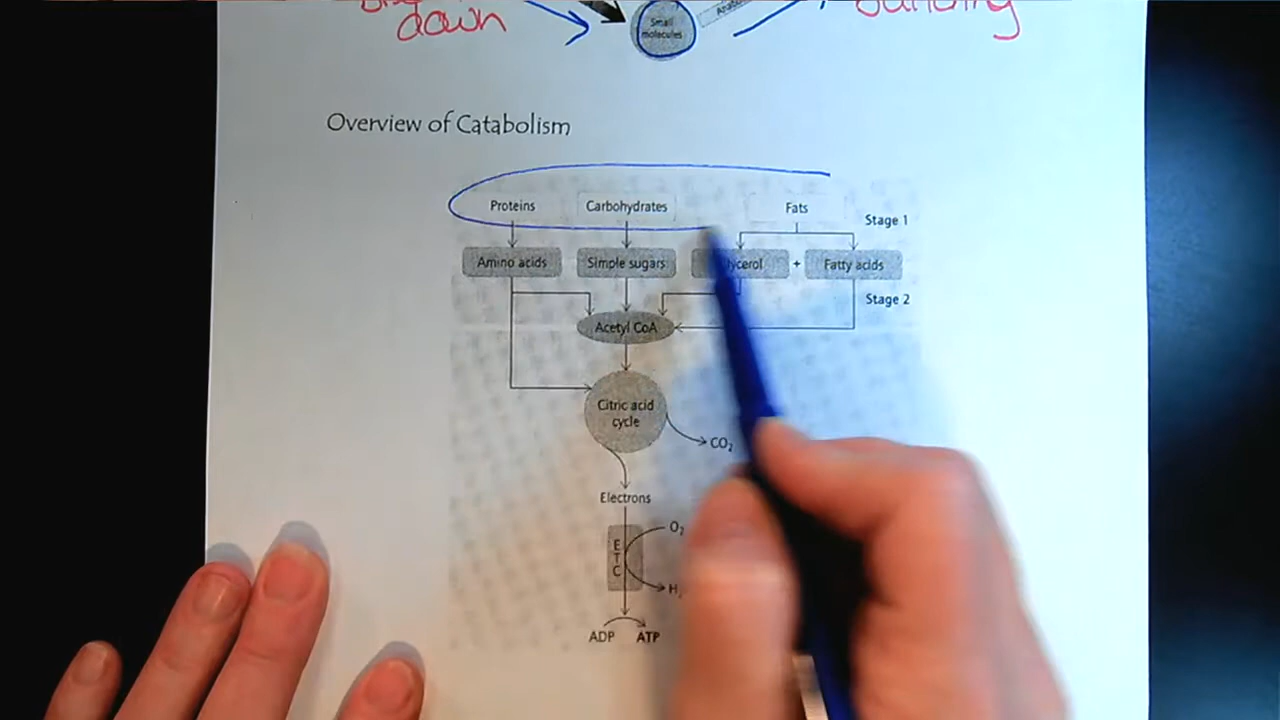 down
Small
molecules
building
Overview of Catabolism
Proteins Carbohydrates Fats
Stage 1
Amino acids Simple sugars + Fatty acids
Stage 2
Acetyl CoA
Citric acid
cycle
CO₂
Electrons
O₂
ETC
H
ADP ATP